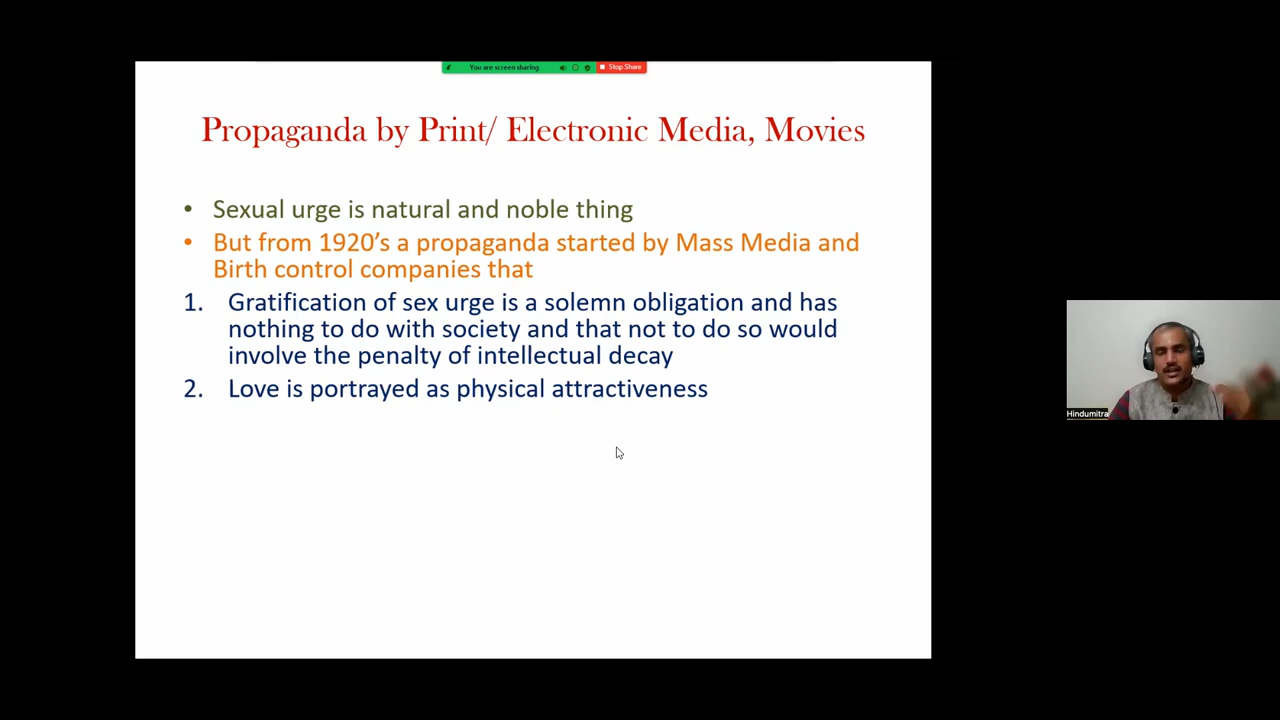 You are screen sharing
Stop Share
Propaganda by Print/ Electronic Media, Movies
• Sexual urge is natural and noble thing
• But from 1920’s a propaganda started by Mass Media and
Birth control companies that
1. Gratification of sex urge is a solemn obligation and has
nothing to do with society and that not to do so would
involve the penalty of intellectual decay
2. Love is portrayed as physical attractiveness
Hindumitra